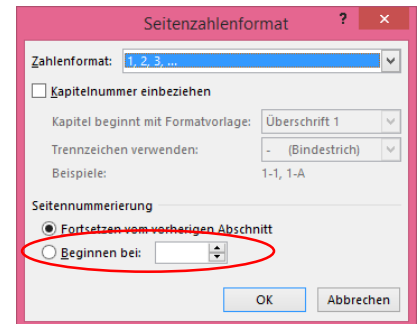 Seitenzahlenformat ? ×
Zahlenformat: 1, 2, 3, ...
Kapitelnummer einbeziehen
Kapitel beginnt mit Formatvorlage: Überschrift 1
Trennzeichen verwenden: - (Bindestrich)
Beispiele: 1-1, 1-A
Seitennummerierung
Fortsetzen vom vorherigen Abschnitt
Beginnen bei:
OK Abbrechen